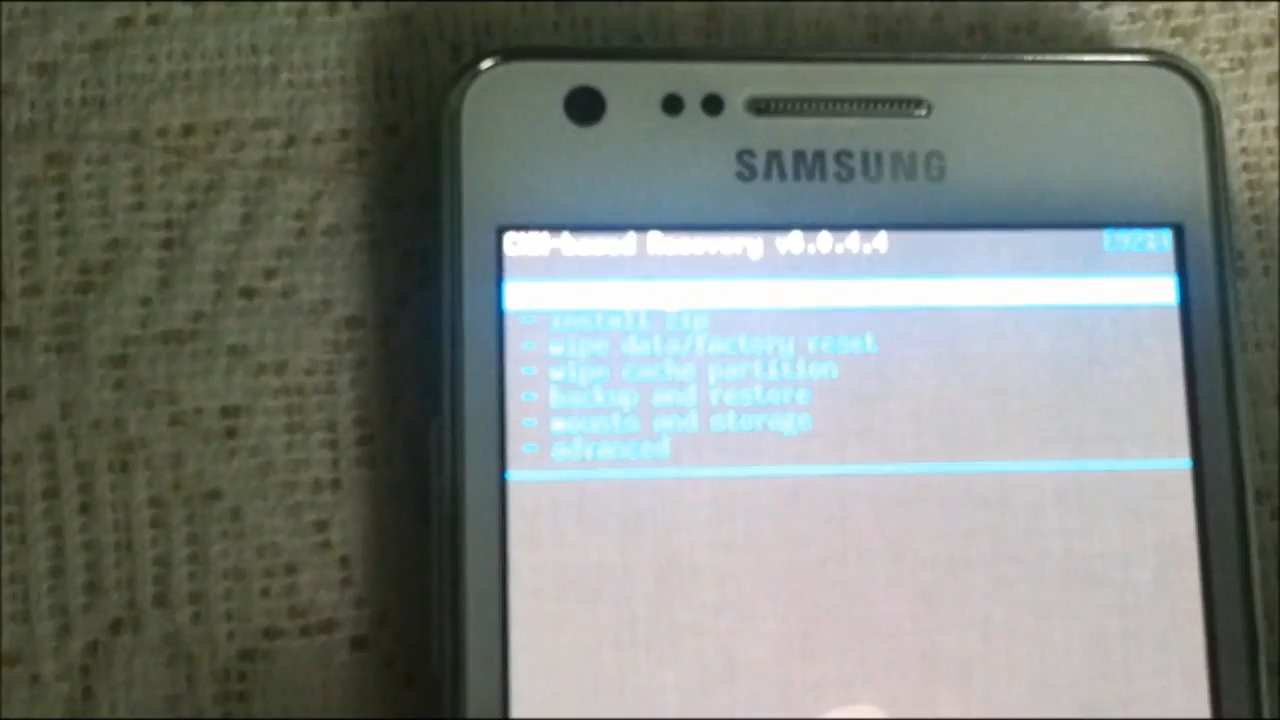 SAMSUNG
CWM-based Recovery v6.0.4.4
- install zip
- wipe data/factory reset
- wipe cache partition
- backup and restore
- mounts and storage
- advanced